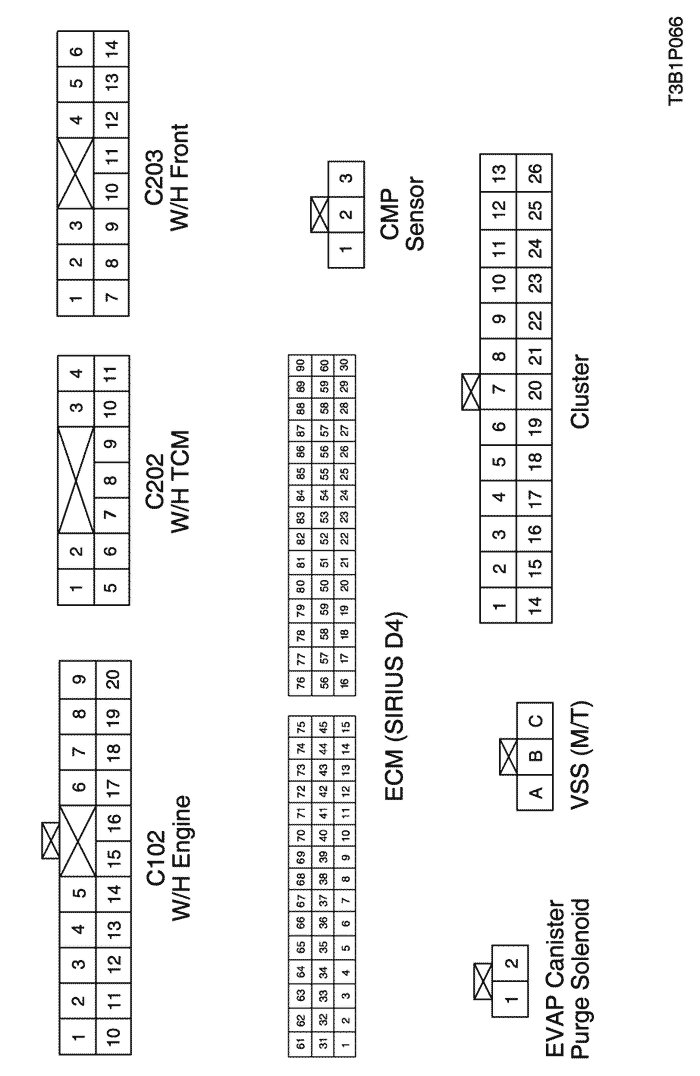 1 2 3 4 5 6 7 8 9
10 11 12 13 14 15 16 17 18 19 20
C102
W/H Engine
1 2 3 4
5 6 7 8 9 10 11
C202
W/H TCM
1 2 3 4 5 6
7 8 9 10 11 12 13 14
C203
W/H Front
61 62 63 64 65 66 67 68 69 70 71 72 73 74 75
31 32 33 34 35 36 37 38 39 40 41 42 43 44 45
1 2 3 4 5 6 7 8 9 10 11 12 13 14 15
76 77 78 79 80 81 82 83 84 85 86 87 88 89 90
56 57 58 59 50 51 52 53 54 55 56 57 58 59 60
16 17 18 19 20 21 22 23 24 25 26 27 28 29 30
ECM (SIRIUS D4)
1 2 3
CMP
Sensor
1 2
EVAP Canister
Purge Solenoid
A B C
VSS (M/T)
1 2 3 4 5 6 7 8 9 10 11 12 13
14 15 16 17 18 19 20 21 22 23 24 25 26
Cluster
T3B1P066